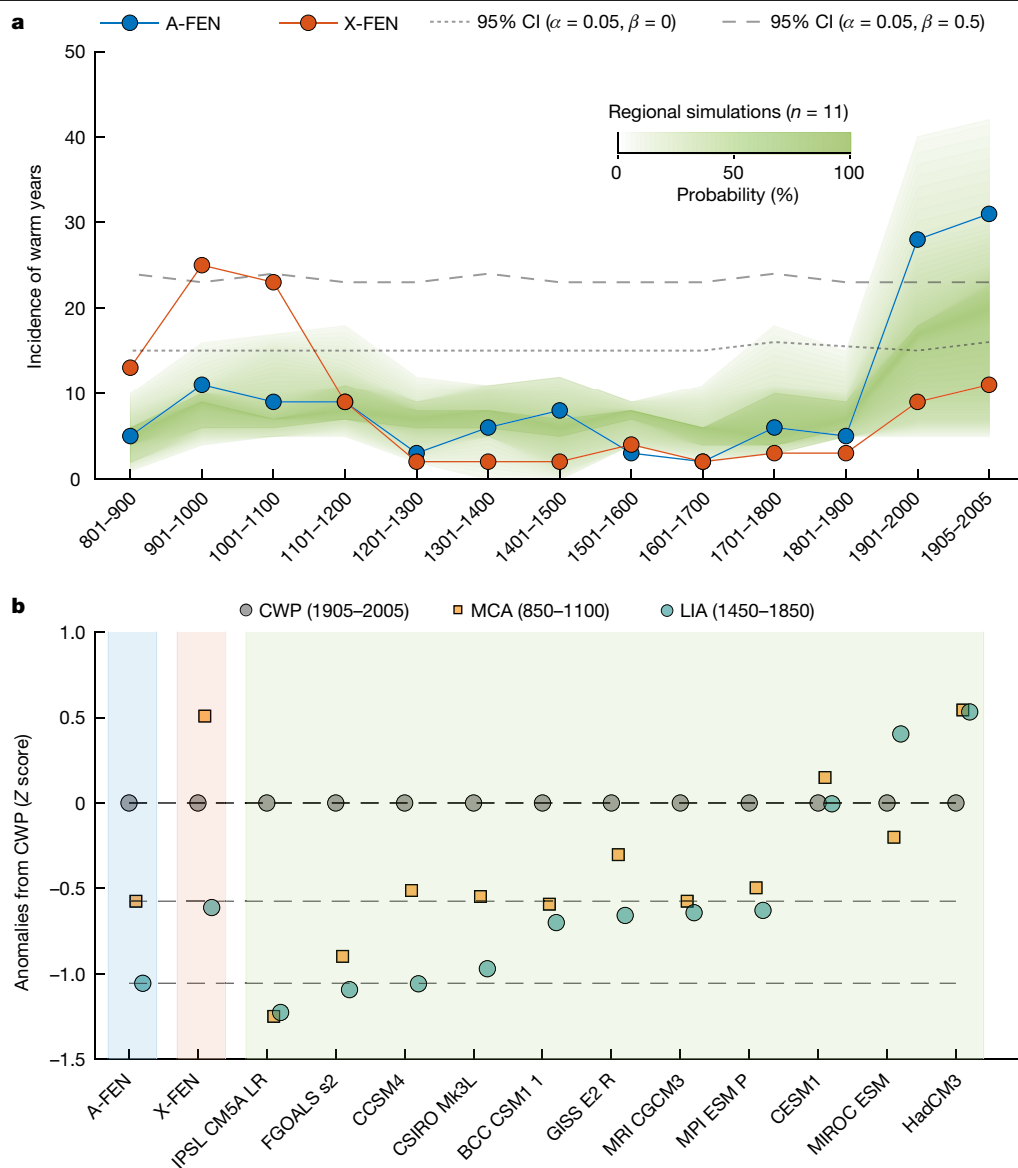 a
A-FEN X-FEN 95% CI (α = 0.05, β = 0) 95% CI (α = 0.05, β = 0.5)
50
40
30
20
10
0
Incidence of warm years
Regional simulations (n = 11)
0 50 100
Probability (%)
801–900 901–1000 1001–1100 1101–1200 1201–1300 1301–1400 1401–1500 1501–1600 1601–1700 1701–1800 1801–1900 1901–2000 1905–2005
b
CWP (1905–2005) MCA (850–1100) LIA (1450–1850)
1.0
0.5
0
−0.5
−1.0
−1.5
Anomalies from CWP (Z score)
A-FEN X-FEN IPSL CM5A LR FGOALS s2 CCSM4 CSIRO Mk3L BCC CSM1 1 GISS E2 R MRI CGCM3 MPI ESM P CESM1 MIROC ESM HadCM3